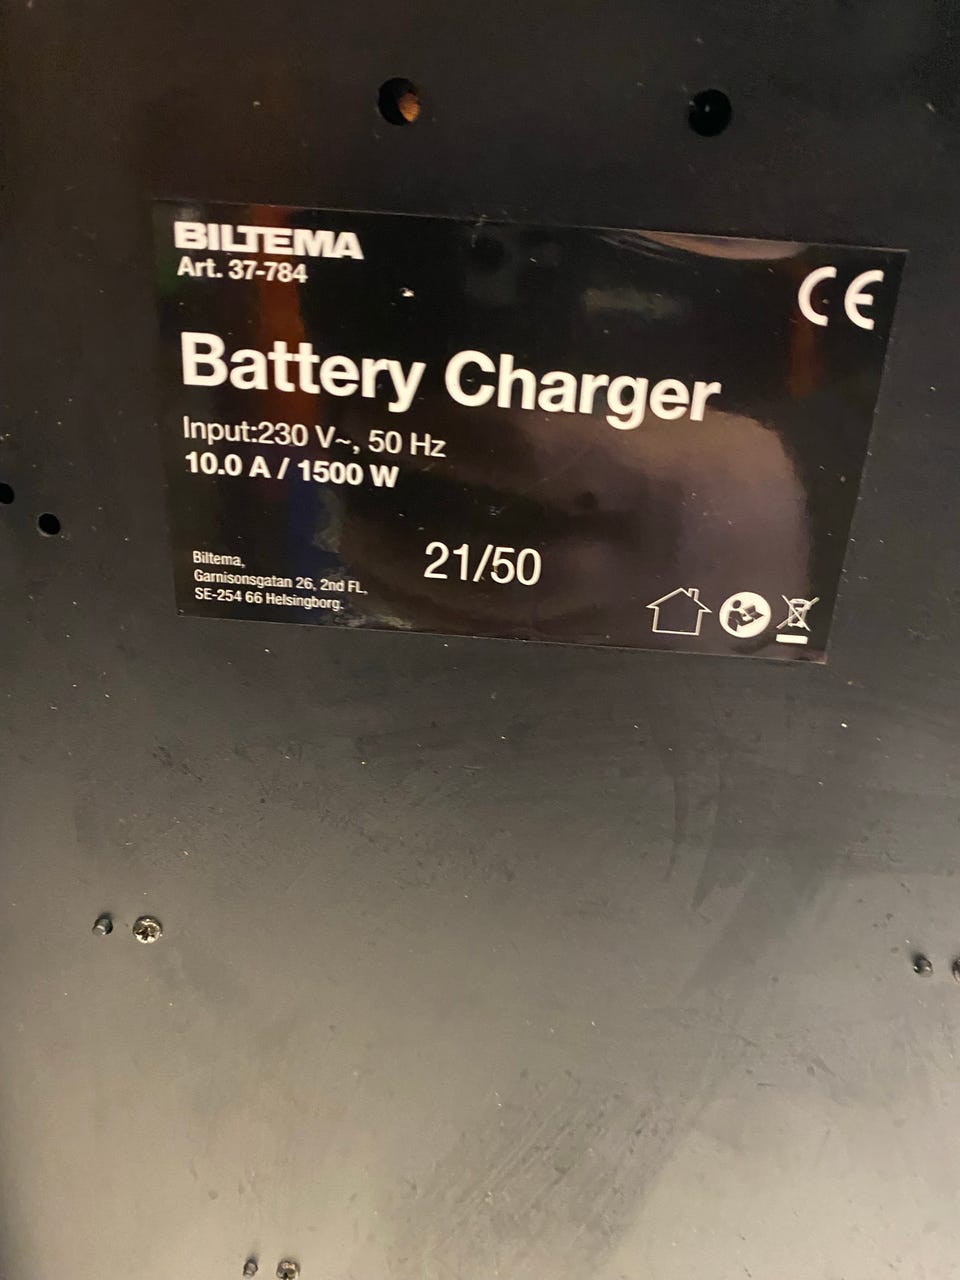 BILTEMA
Art. 37-784
CE
Battery Charger
Input:230 V~, 50 Hz
10.0 A / 1500 W
21/50
Biltema,
Garnisonsgatan 26, 2nd FL,
SE-254 66 Helsingborg.